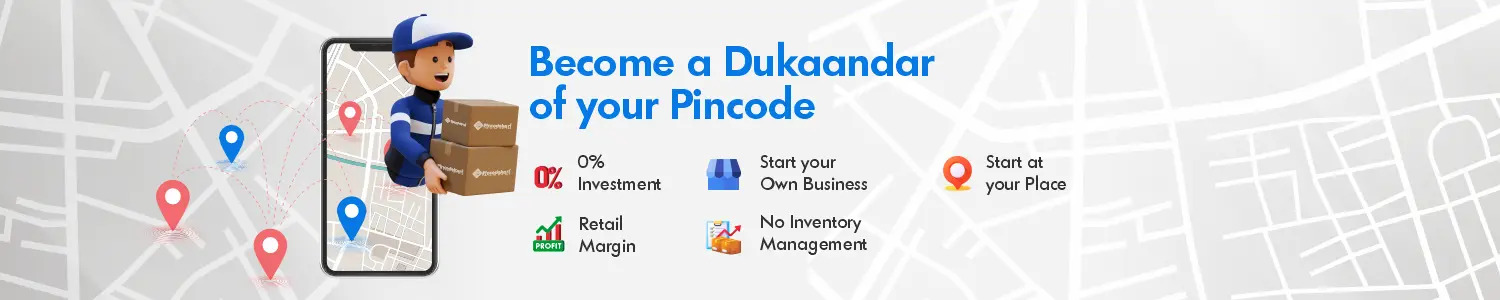 Become a Dukaandar
of your Pincode
0%
0%
Investment
Start your
Own Business
Start at
your Place
PROFIT
Retail
Margin
No Inventory
Management